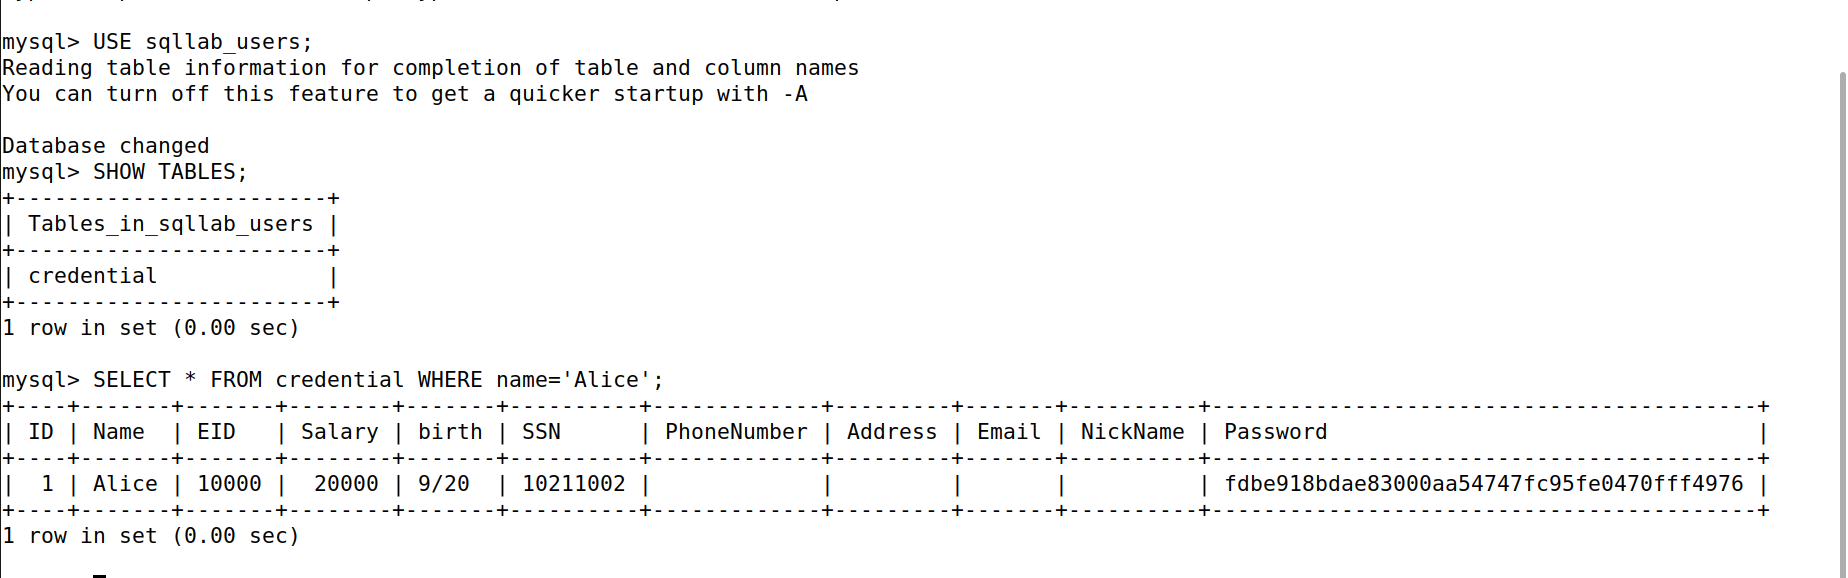 mysql> USE sqllab_users;
Reading table information for completion of table and column names
You can turn off this feature to get a quicker startup with -A
Database changed
mysql> SHOW TABLES;
+------------------------+
| Tables_in_sqllab_users |
+------------------------+
| credential             |
+------------------------+
1 row in set (0.00 sec)
mysql> SELECT * FROM credential WHERE name='Alice';
+----+-------+-------+--------+-------+----------+-------------+---------+-------+----------+------------------------------------------+
| ID | Name  | EID   | Salary | birth | SSN      | PhoneNumber | Address | Email | NickName | Password                                 |
+----+-------+-------+--------+-------+----------+-------------+---------+-------+----------+------------------------------------------+
|  1 | Alice | 10000 |  20000 | 9/20  | 10211002 |             |         |       |          | fdbe918bdae83000aa54747fc95fe0470fff4976 |
+----+-------+-------+--------+-------+----------+-------------+---------+-------+----------+------------------------------------------+
1 row in set (0.00 sec)